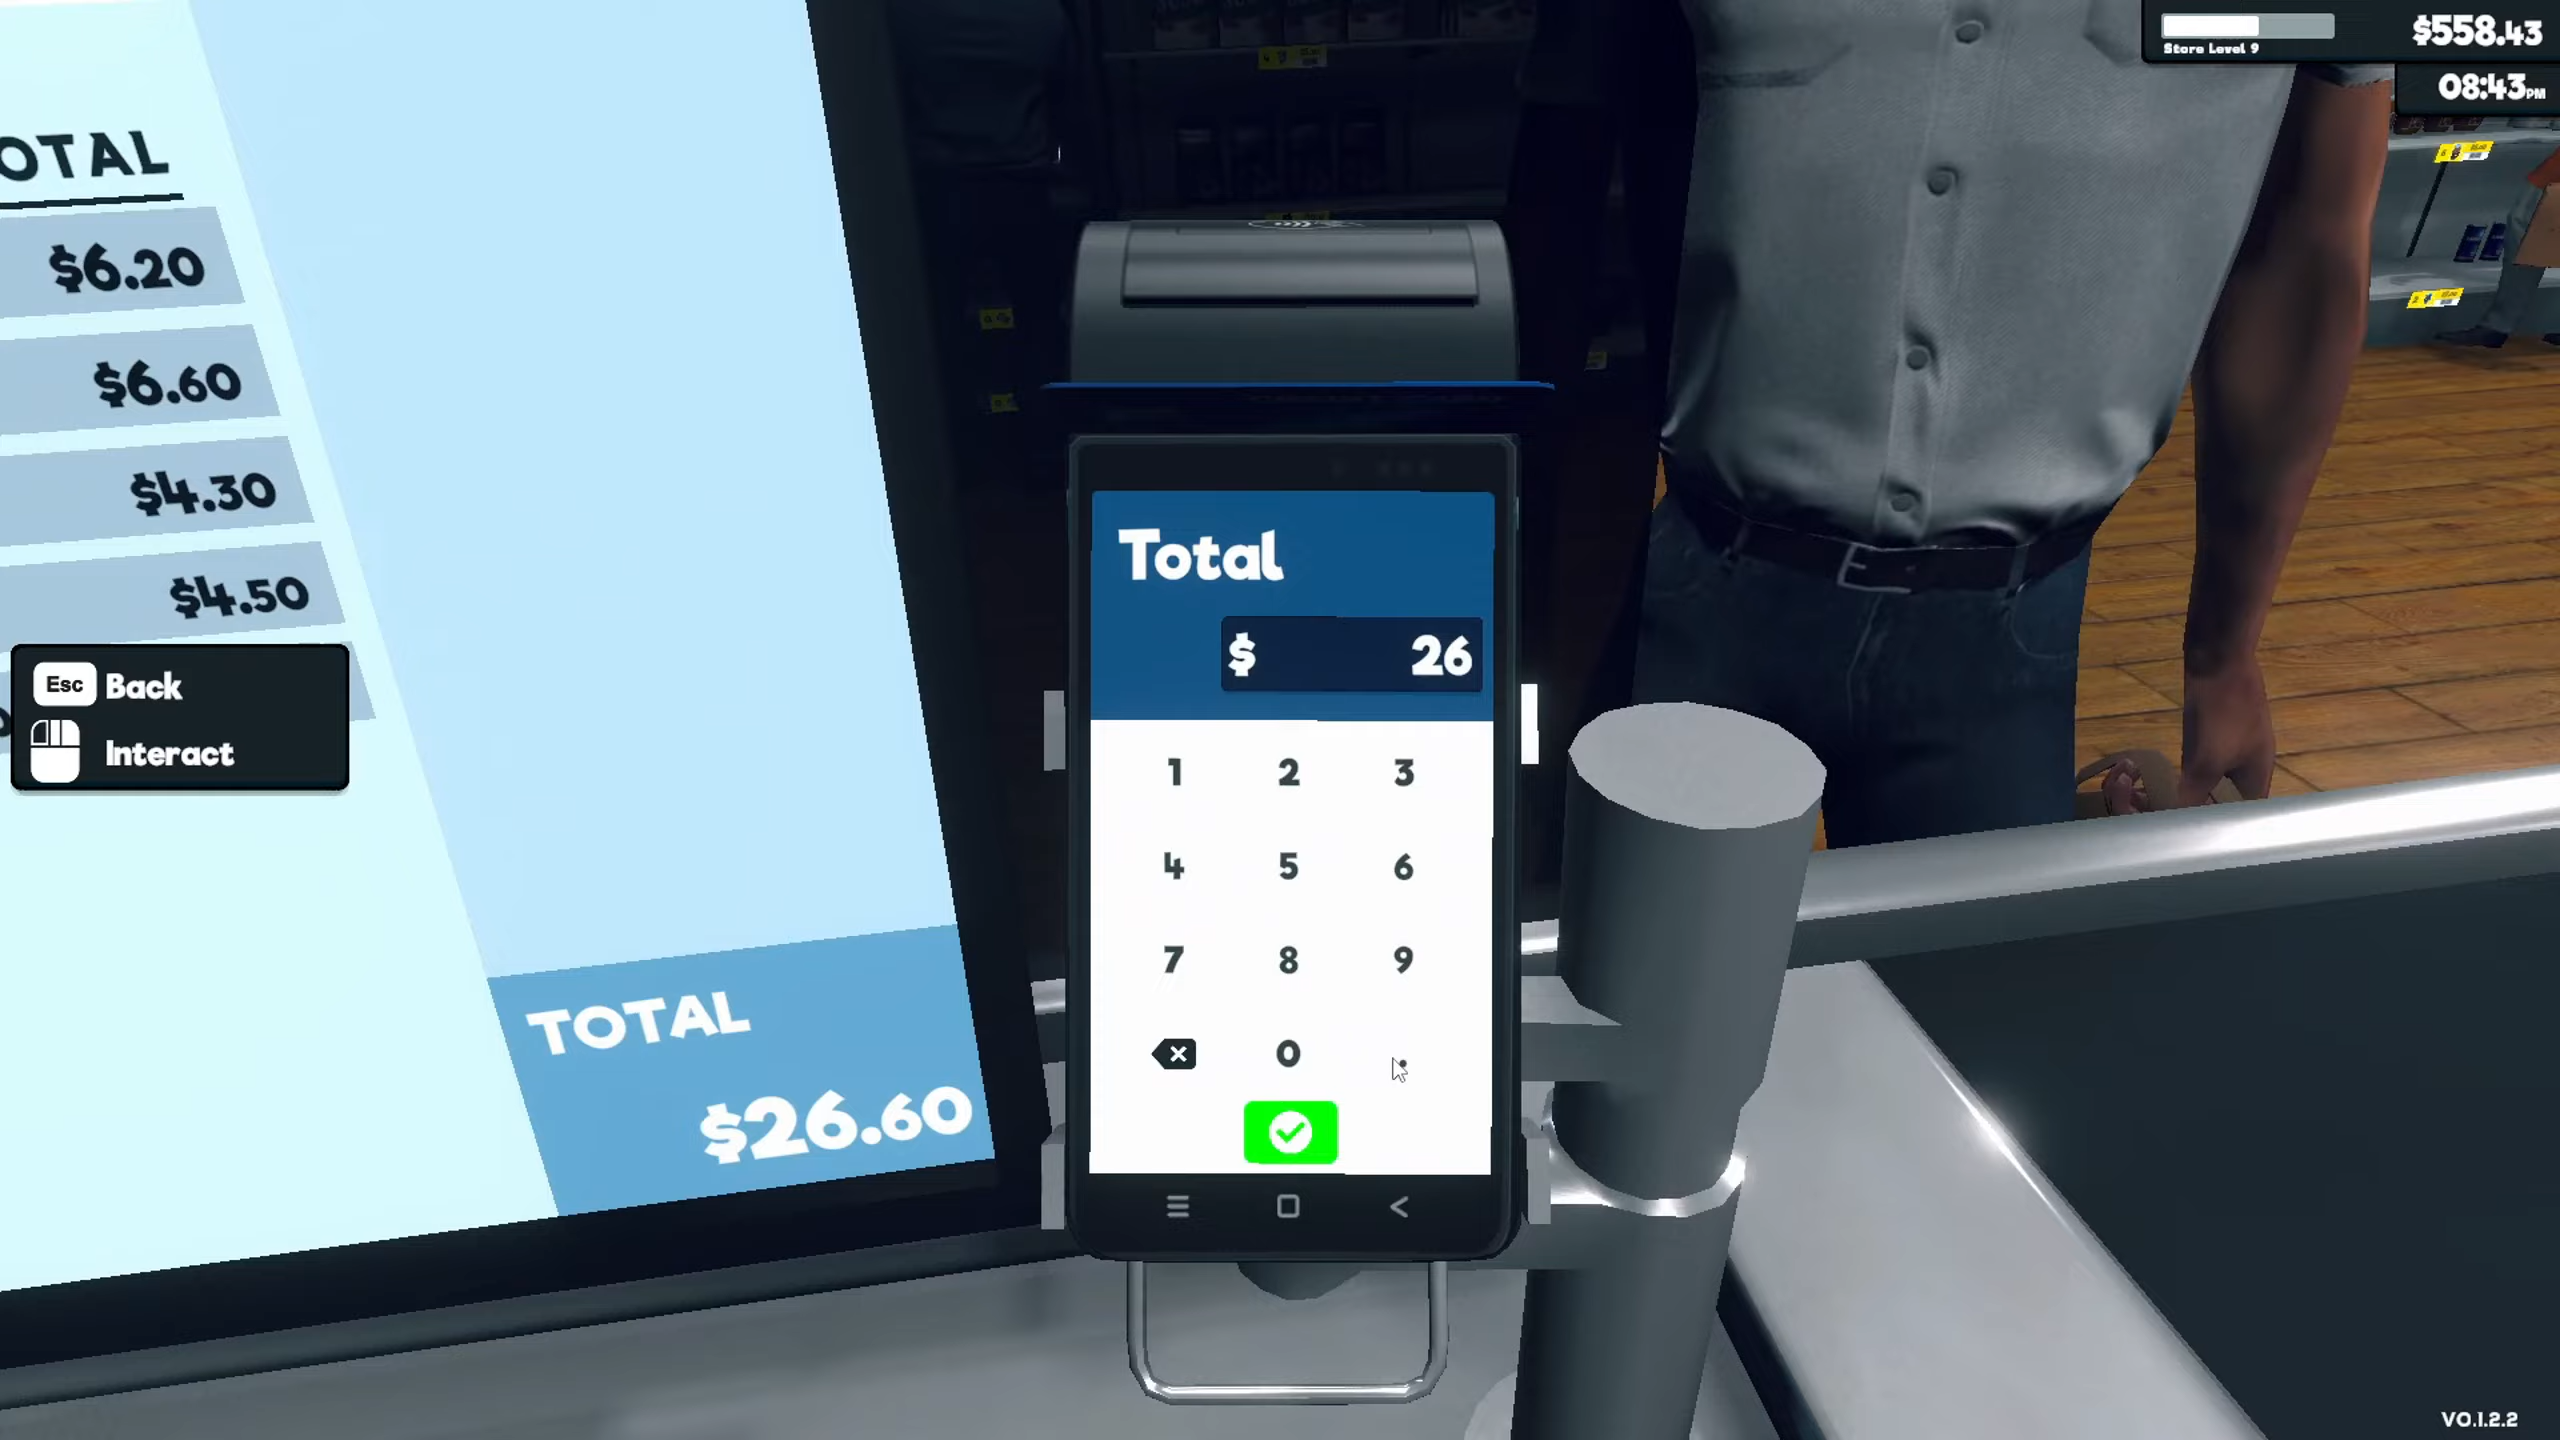 OTAL
$6.20
$6.60
$4.30
$4.50
Esc Back
Interact
TOTAL
$26.60
Total
$ 26
1 2 3
4 5 6
7 8 9
0 .
Store Level 9
$558.43
08:43PM
V0.1.2.2